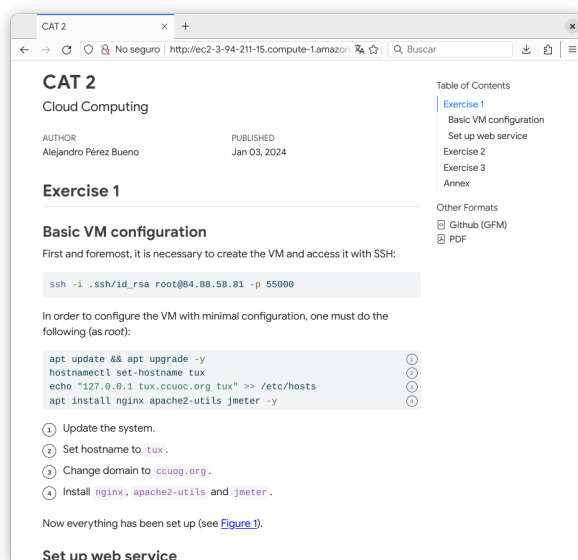 CAT 2
No seguro
http://ec2-3-94-211-15.compute-1.amazon
Buscar
CAT 2
Cloud Computing
AUTHOR
PUBLISHED
Alejandro Pérez Bueno
Jan 03, 2024
Exercise 1
Basic VM configuration
First and foremost, it is necessary to create the VM and access it with SSH:
ssh -i .ssh/id_rsa root@84.88.58.81 -p 55000
In order to configure the VM with minimal configuration, one must do the
following (as root):
apt update && apt upgrade -y 1
hostnamectl set-hostname tux 2
echo "127.0.0.1 tux.ccuoc.org tux" >> /etc/hosts 3
apt install nginx apache2-utils jmeter -y 4
1 Update the system.
2 Set hostname to tux.
3 Change domain to ccuog.org.
4 Install nginx, apache2-utils and jmeter.
Now everything has been set up (see Figure 1).
Set up web service
Table of Contents
Exercise 1
Basic VM configuration
Set up web service
Exercise 2
Exercise 3
Annex
Other Formats
Github (GFM)
PDF